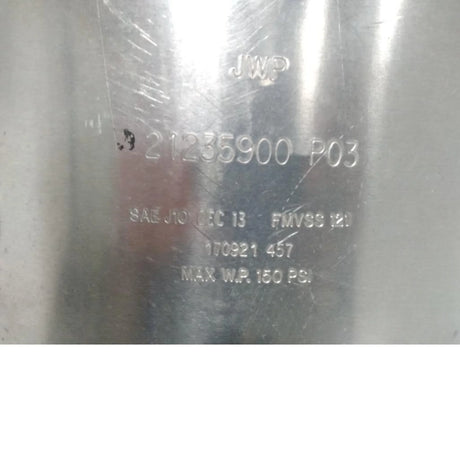 JWP
21235900 P03
SAE J10 DEC 13 FMVSS 121
170921 457
MAX W.P. 150 PSI